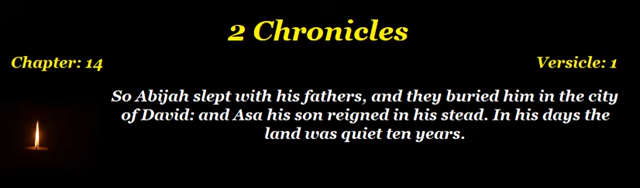 2 Chronicles
Chapter: 14
Versicle: 1
So Abijah slept with his fathers, and they buried him in the city
of David: and Asa his son reigned in his stead. In his days the
land was quiet ten years.